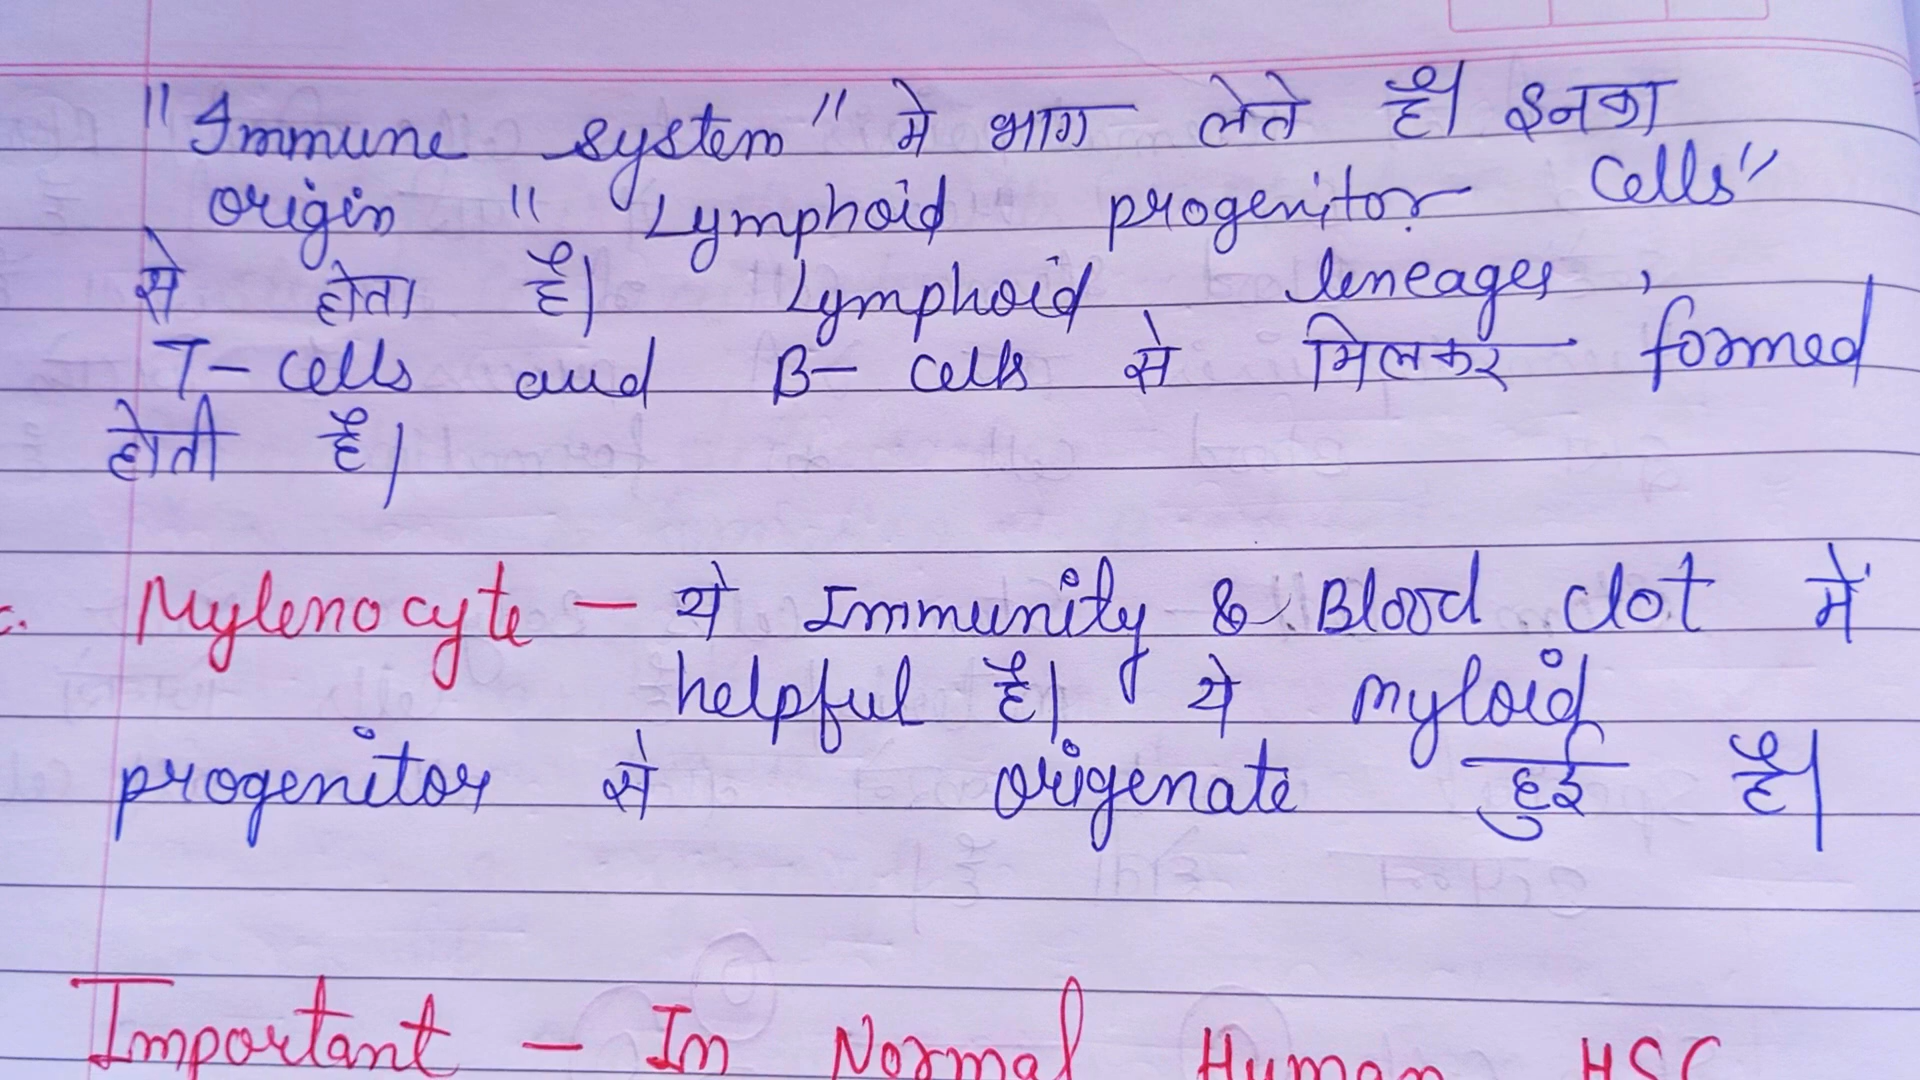 "Immune system" मे भाग लेते हैं। इनका
origin "Lymphoid progenitor cells"
से होता है। Lymphoid leneages,
T- cells and B- cells से मिलकर formed
होती है।
c. Mylenocyte - ये Immunity & Blood clot में
helpful है। ये myloid
progenitor से origenate हुई है।
Important - In Normal Human HSC